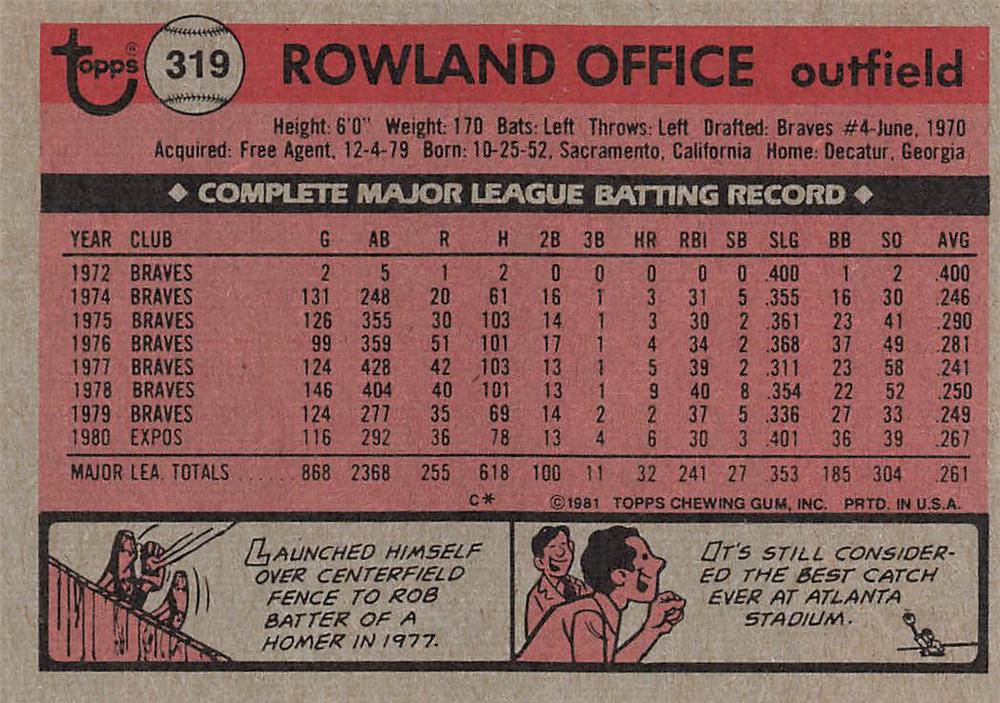 topps® 319 ROWLAND OFFICE outfield
Height: 6'0" Weight: 170 Bats: Left Throws: Left Drafted: Braves #4-June, 1970
Acquired: Free Agent, 12-4-79 Born: 10-25-52, Sacramento, California Home: Decatur, Georgia
◆ COMPLETE MAJOR LEAGUE BATTING RECORD ◆
YEAR CLUB G AB R H 2B 3B HR RBI SB SLG BB SO AVG
1972 BRAVES 2 5 1 2 0 0 0 0 0 .400 1 2 .400
1974 BRAVES 131 248 20 61 16 1 3 31 5 .355 16 30 .246
1975 BRAVES 126 355 30 103 14 1 3 30 2 .361 23 41 .290
1976 BRAVES 99 359 51 101 17 1 4 34 2 .368 37 49 .281
1977 BRAVES 124 428 42 103 13 1 5 39 2 .311 23 58 .241
1978 BRAVES 146 404 40 101 13 1 9 40 8 .354 22 52 .250
1979 BRAVES 124 277 35 69 14 2 2 37 5 .336 27 33 .249
1980 EXPOS 116 292 36 78 13 4 6 30 3 .401 36 39 .267
MAJOR LEA. TOTALS ...... 868 2368 255 618 100 11 32 241 27 .353 185 304 .261
C* ©1981 TOPPS CHEWING GUM, INC. PRTD. IN U.S.A.
LAUNCHED HIMSELF
OVER CENTERFIELD
FENCE TO ROB
BATTER OF A
HOMER IN 1977.
IT'S STILL CONSIDER-
ED THE BEST CATCH
EVER AT ATLANTA
STADIUM.